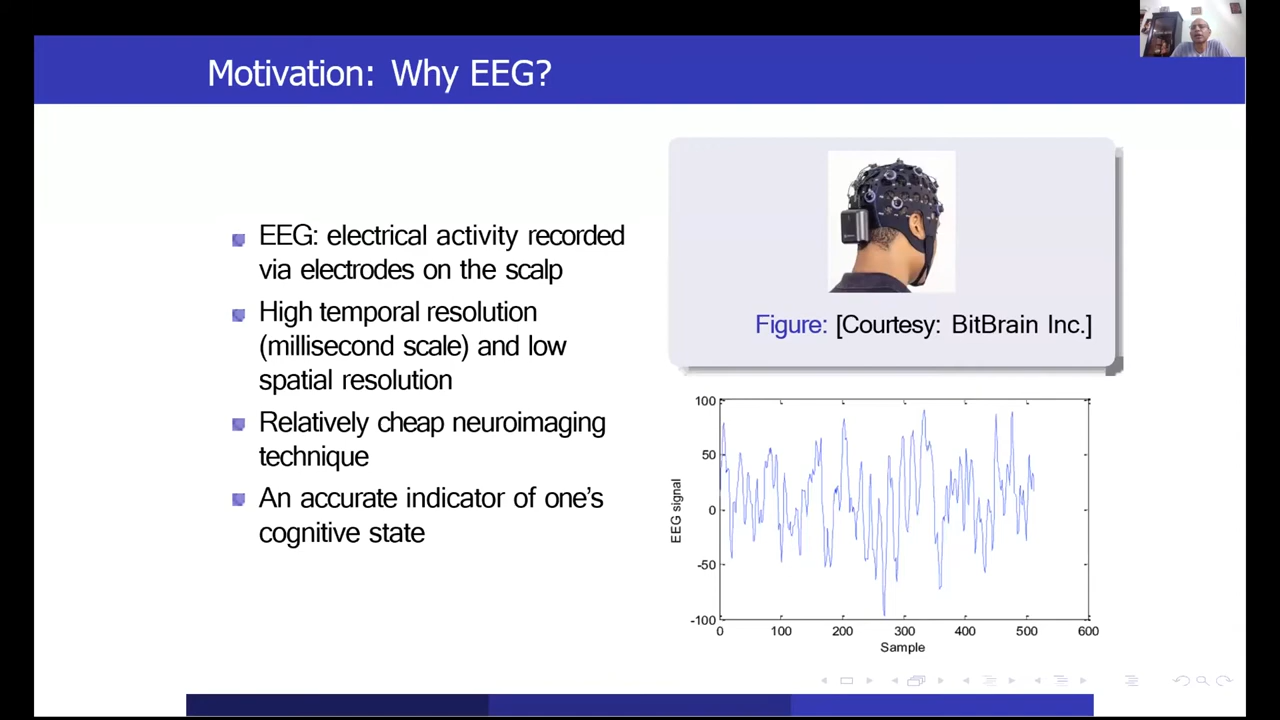 Motivation: Why EEG?
EEG: electrical activity recorded
via electrodes on the scalp
High temporal resolution
(millisecond scale) and low
spatial resolution
Relatively cheap neuroimaging
technique
An accurate indicator of one's
cognitive state
Figure: [Courtesy: BitBrain Inc.]
100
50
0
-50
-100
EEG signal
0 100 200 300 400 500 600
Sample